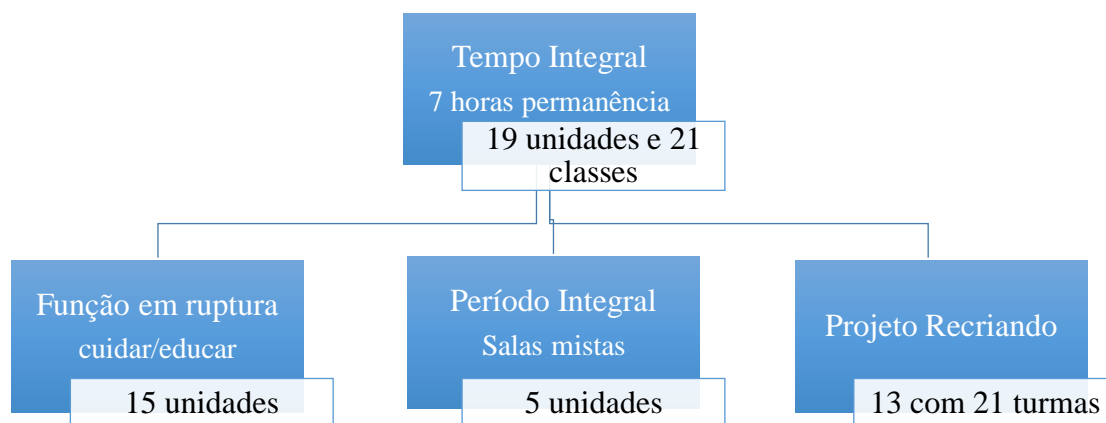 Tempo Integral
7 horas permanência
19 unidades e 21
classes
Função em ruptura
cuidar/educar
15 unidades
Período Integral
Salas mistas
5 unidades
Projeto Recriando
13 com 21 turmas